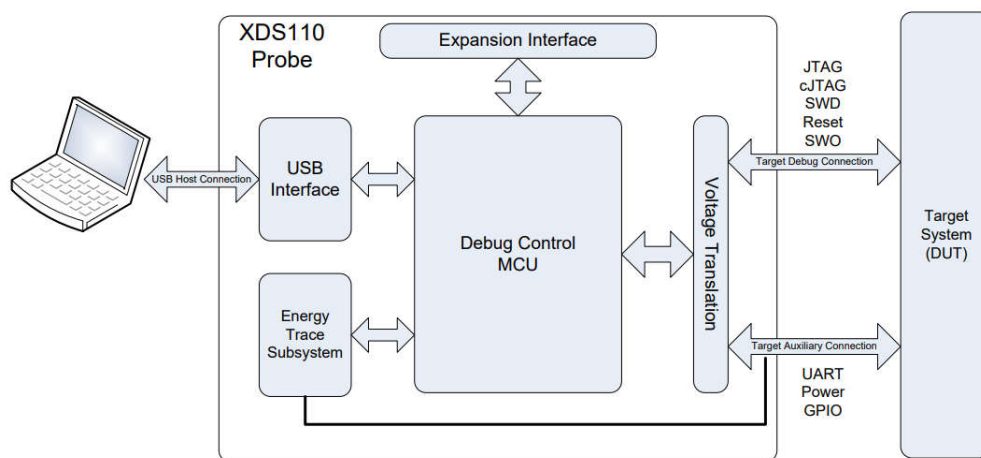 XDS110
Probe
Expansion Interface
JTAG
cJTAG
SWD
Reset
SWO
USB Host Connection
USB
Interface
Debug Control
MCU
Voltage Translation
Target Debug Connection
Target
System
(DUT)
Energy
Trace
Subsystem
Target Auxiliary Connection
UART
Power
GPIO